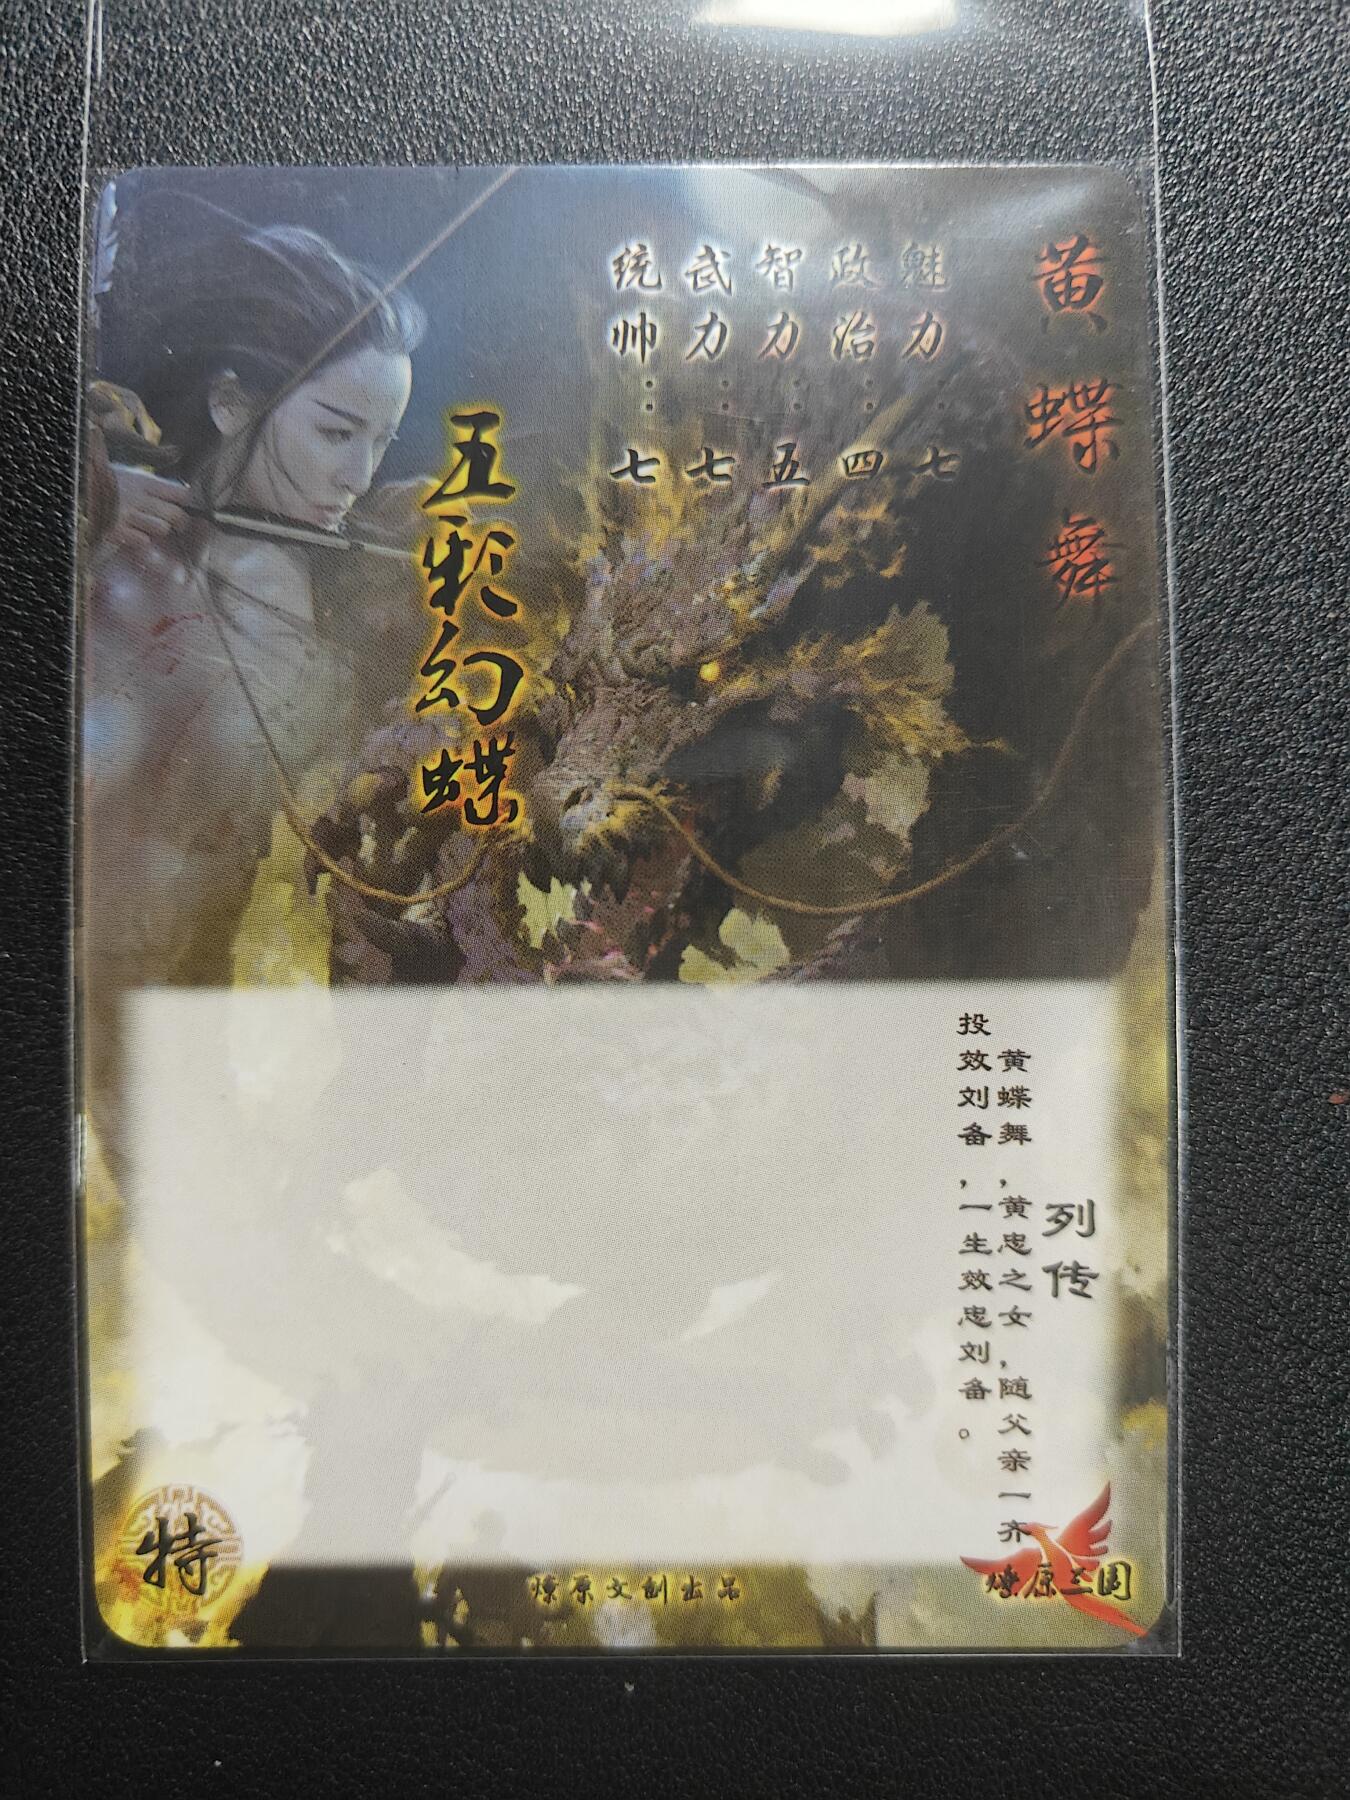 黄蝶舞
魅力：七
政治：四
智力：五
武力：七
统帅：七
五彩幻蝶
列传
黄蝶舞，黄忠之女，随父亲一齐
投效刘备，一生效忠刘备。
特
燎原文创出品
燎原三国